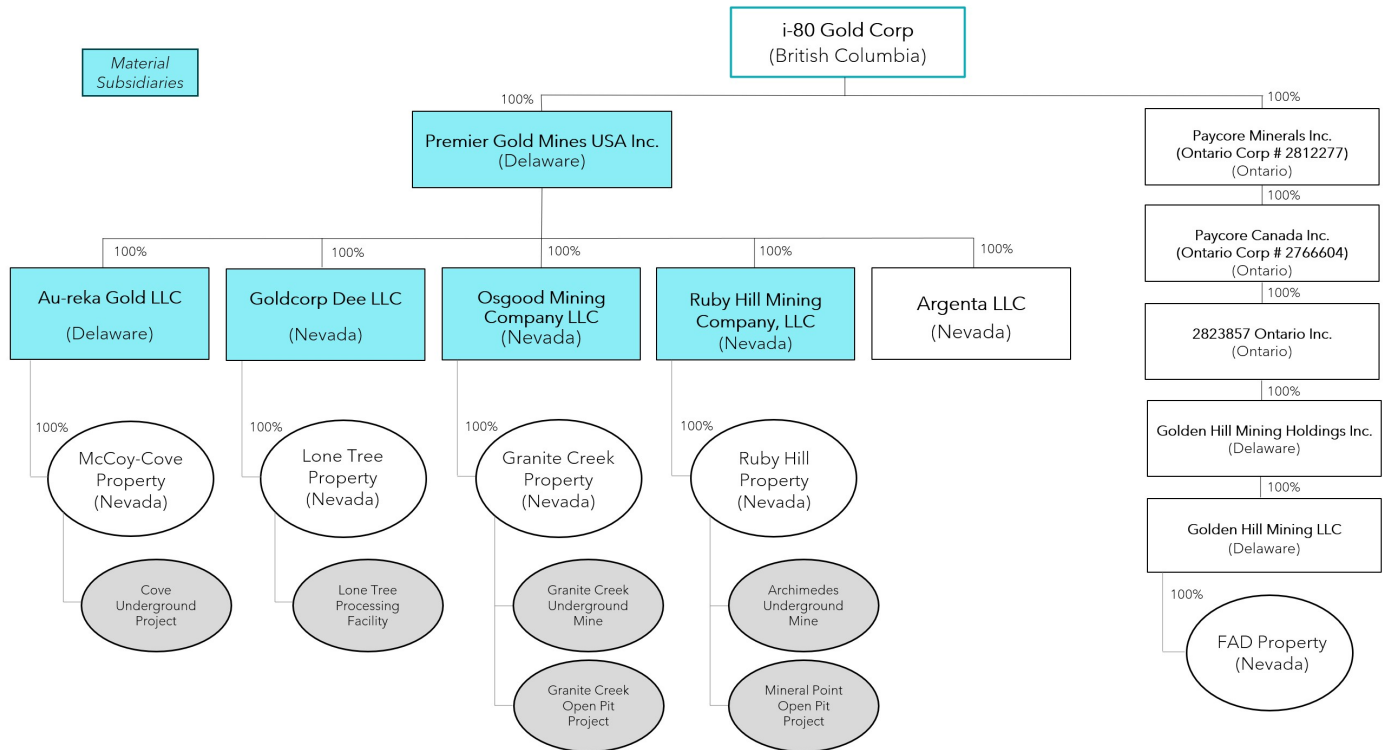 i-80 Gold Corp
(British Columbia)
Material
Subsidiaries
100%
100%
Premier Gold Mines USA Inc.
(Delaware)
Paycore Minerals Inc.
(Ontario Corp # 2812277)
(Ontario)
100%
Paycore Canada Inc.
(Ontario Corp # 2766604)
(Ontario)
100%
100%
100%
100%
100%
Au-reka Gold LLC
(Delaware)
Goldcorp Dee LLC
(Nevada)
Osgood Mining
Company LLC
(Nevada)
Ruby Hill Mining
Company, LLC
(Nevada)
Argenta LLC
(Nevada)
100%
2823857 Ontario Inc.
(Ontario)
100%
Golden Hill Mining Holdings Inc.
(Delaware)
100%
Golden Hill Mining LLC
(Delaware)
100%
FAD Property
(Nevada)
100%
McCoy-Cove
Property
(Nevada)
100%
Lone Tree
Property
(Nevada)
100%
Granite Creek
Property
(Nevada)
100%
Ruby Hill
Property
(Nevada)
Cove
Underground
Project
Lone Tree
Processing
Facility
Granite Creek
Underground
Mine
Archimedes
Underground
Mine
Granite Creek
Open Pit
Project
Mineral Point
Open Pit
Project